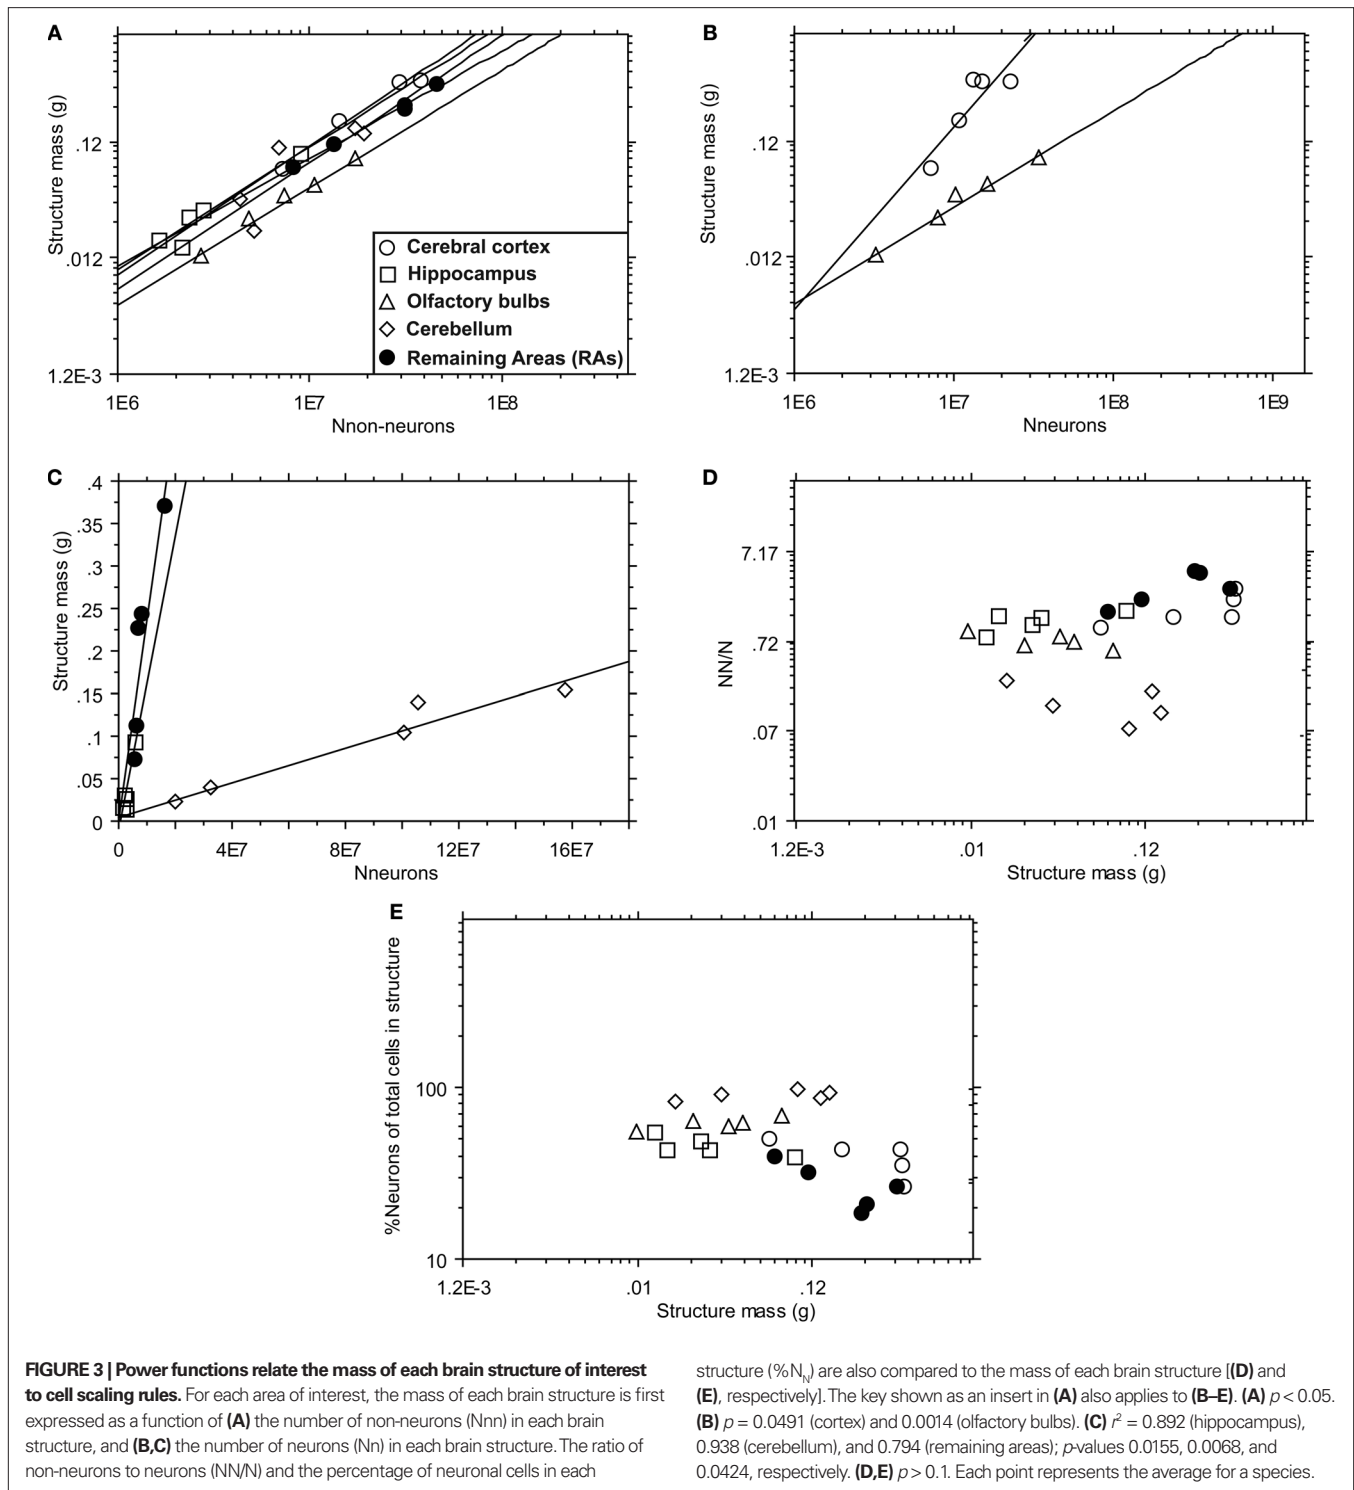 A
Structure mass (g)
.12
.012
1.2E-3
1E6
1E7
1E8
Nnon-neurons
Cerebral cortex
Hippocampus
Olfactory bulbs
Cerebellum
Remaining Areas (RAs)
B
Structure mass (g)
.12
.012
1.2E-3
1E6
1E7
1E8
1E9
Nneurons
C
Structure mass (g)
.4
.35
.3
.25
.2
.15
.1
.05
0
0
4E7
8E7
12E7
16E7
Nneurons
D
NN/N
7.17
.72
.07
.01
1.2E-3
.01
.12
Structure mass (g)
E
%Neurons of total cells in structure
100
10
1.2E-3
.01
.12
Structure mass (g)
FIGURE 3 | Power functions relate the mass of each brain structure of interest
to cell scaling rules. For each area of interest, the mass of each brain structure is first
expressed as a function of (A) the number of non-neurons (Nnn) in each brain
structure, and (B,C) the number of neurons (Nn) in each brain structure. The ratio of
non-neurons to neurons (NN/N) and the percentage of neuronal cells in each
structure (%N_N) are also compared to the mass of each brain structure [(D) and
(E), respectively]. The key shown as an insert in (A) also applies to (B–E). (A) p < 0.05.
(B) p = 0.0491 (cortex) and 0.0014 (olfactory bulbs). (C) r² = 0.892 (hippocampus),
0.938 (cerebellum), and 0.794 (remaining areas); p-values 0.0155, 0.0068, and
0.0424, respectively. (D,E) p > 0.1. Each point represents the average for a species.